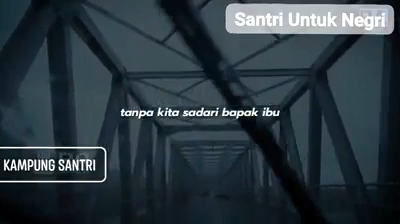 Santri Untuk Negri
tanpa kita sadari bapak ibu
KAMPUNG SANTRI